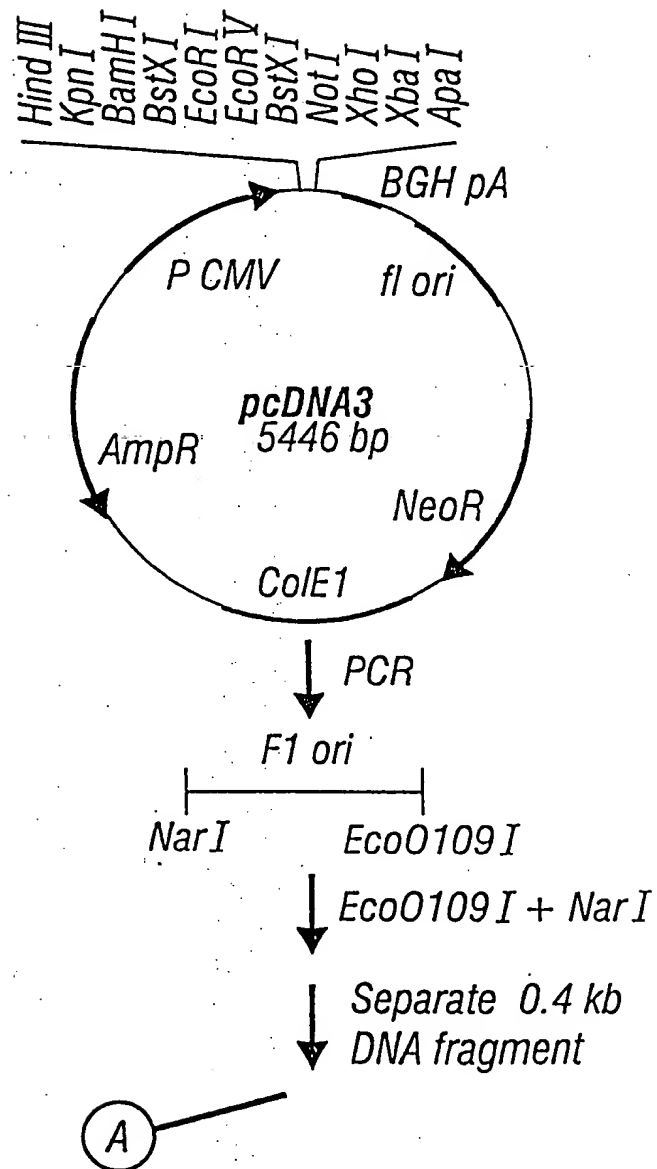 Hind III
Kpn I
BamH I
BstX I
EcoR I
EcoR V
BstX I
Not I
Xho I
Xba I
Apa I
BGH pA
P CMV
fl ori
pcDNA3
5446 bp
AmpR
NeoR
ColE1
PCR
F1 ori
Nar I
EcoO109 I
EcoO109 I + Nar I
Separate 0.4 kb
DNA fragment
A